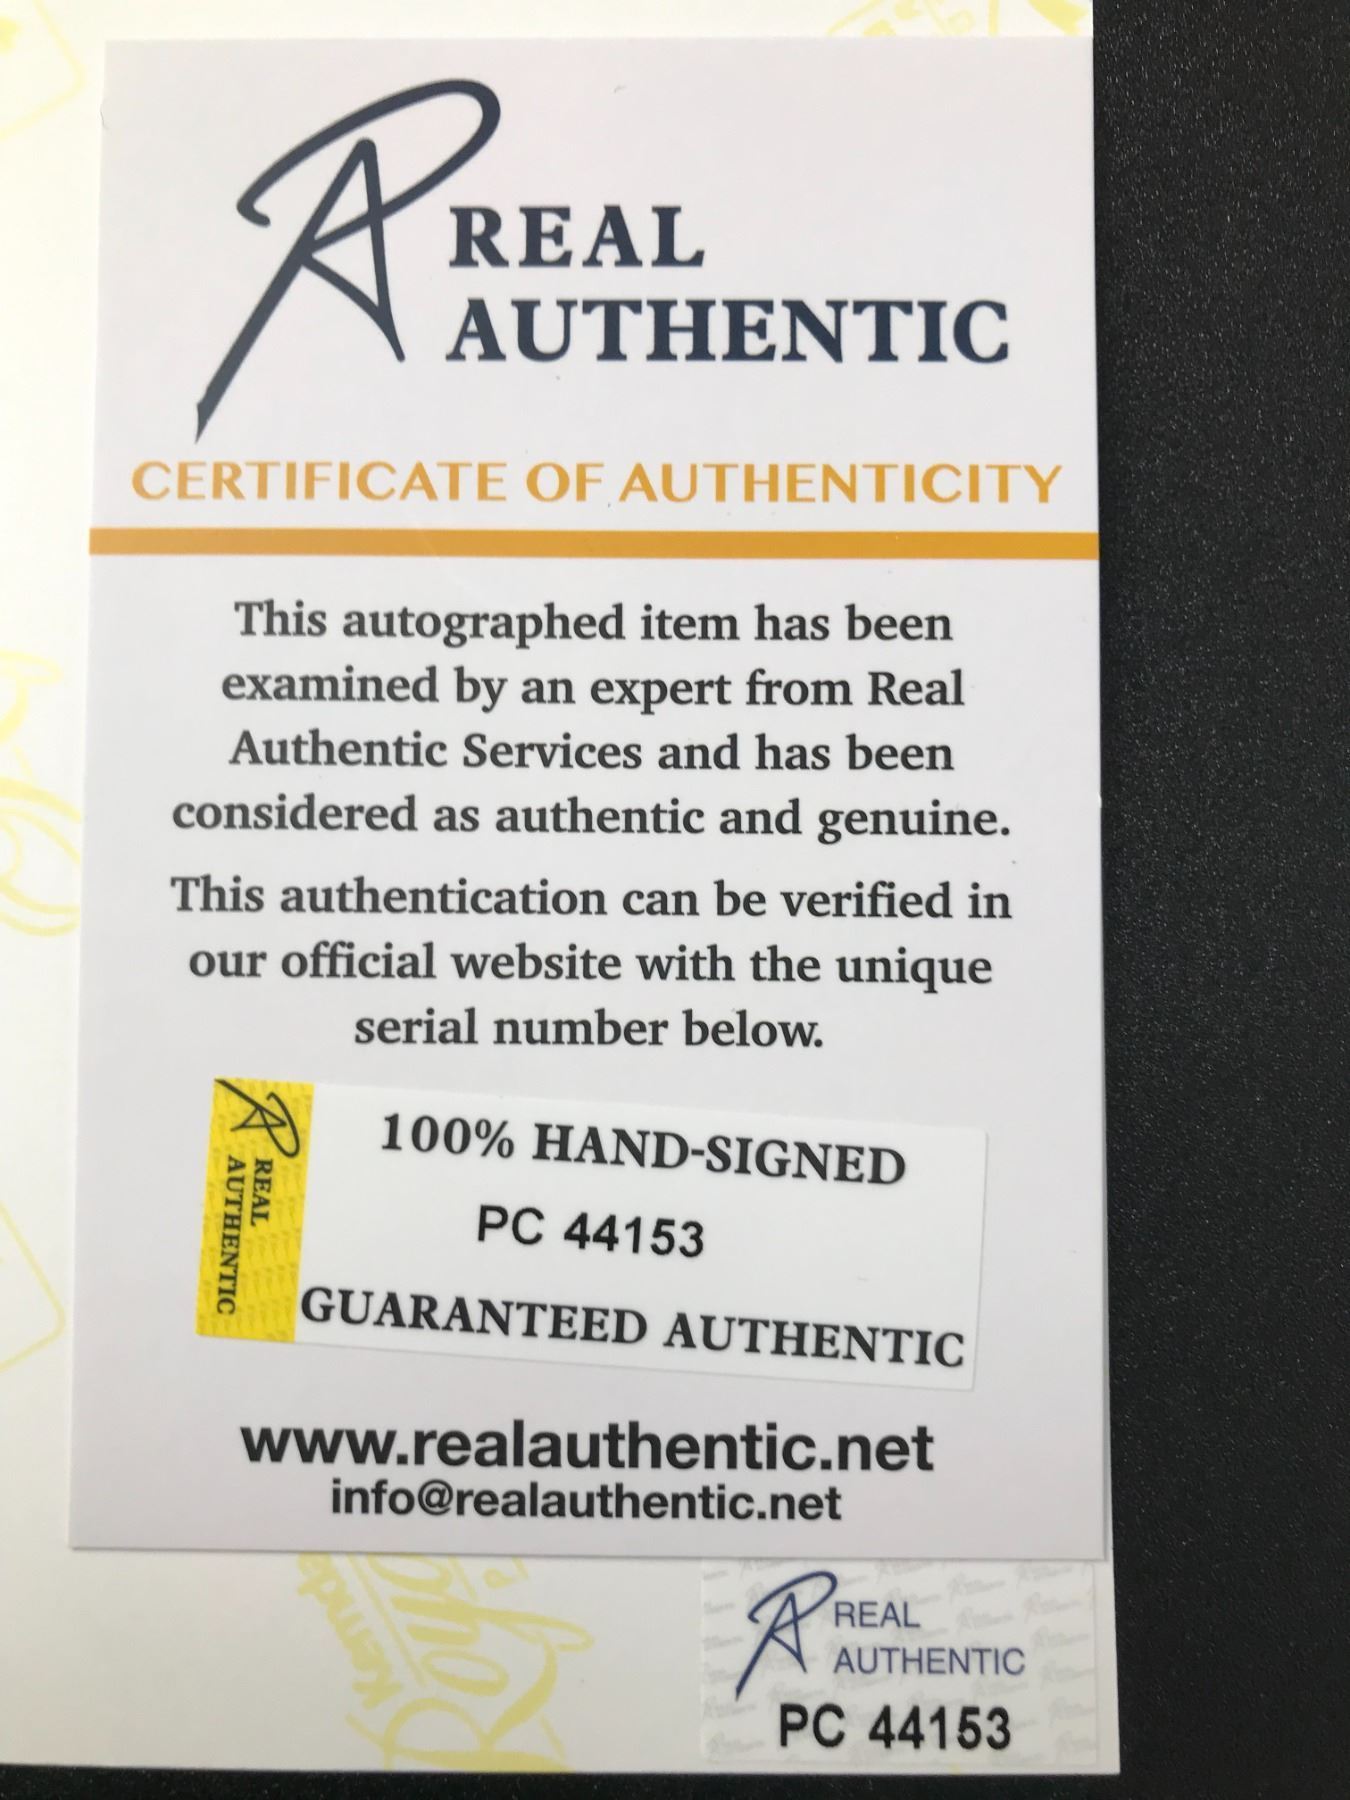 REAL
AUTHENTIC
CERTIFICATE OF AUTHENTICITY
This autographed item has been
examined by an expert from Real
Authentic Services and has been
considered as authentic and genuine.
This authentication can be verified in
our official website with the unique
serial number below.
REAL
AUTHENTIC
100% HAND-SIGNED
PC 44153
GUARANTEED AUTHENTIC
www.realauthentic.net
info@realauthentic.net
REAL
AUTHENTIC
PC 44153